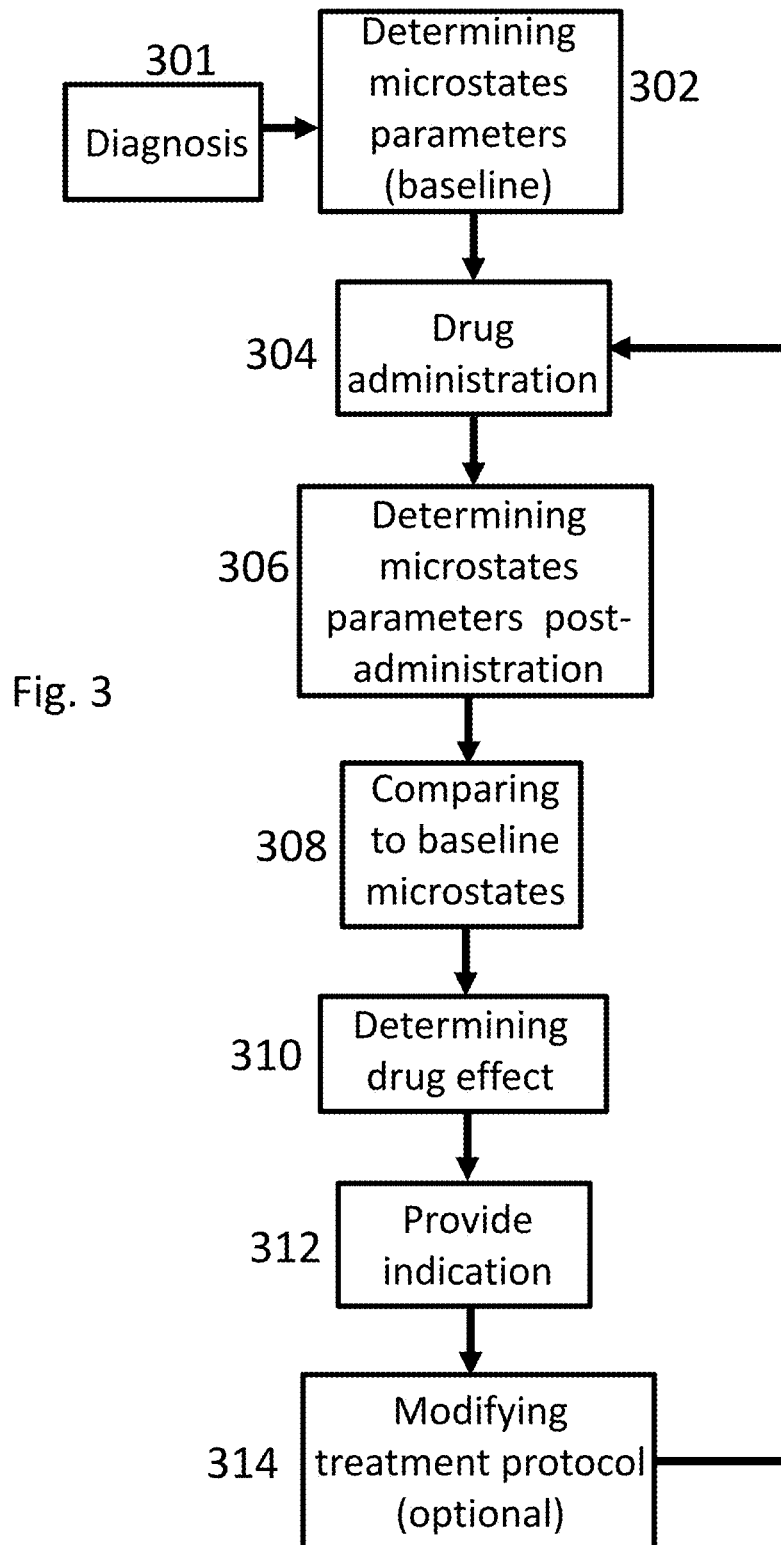 301
Diagnosis
Determining
microstates
parameters
(baseline)
302
304
Drug
administration
306
Determining
microstates
parameters post-
administration
Fig. 3
308
Comparing
to baseline
microstates
310
Determining
drug effect
312
Provide
indication
314
Modifying
treatment protocol
(optional)